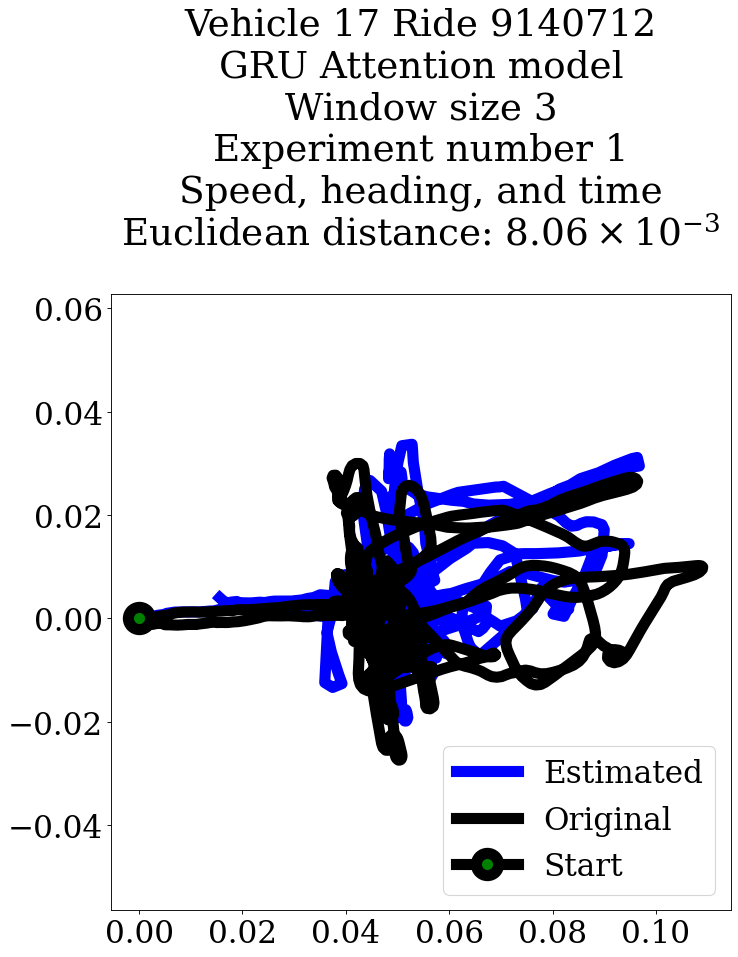 Vehicle 17 Ride 9140712
GRU Attention model
Window size 3
Experiment number 1
Speed, heading, and time
Euclidean distance: 8.06 × 10⁻³
0.06
0.04
0.02
0.00
−0.02
−0.04
Estimated
Original
Start
0.00 0.02 0.04 0.06 0.08 0.10